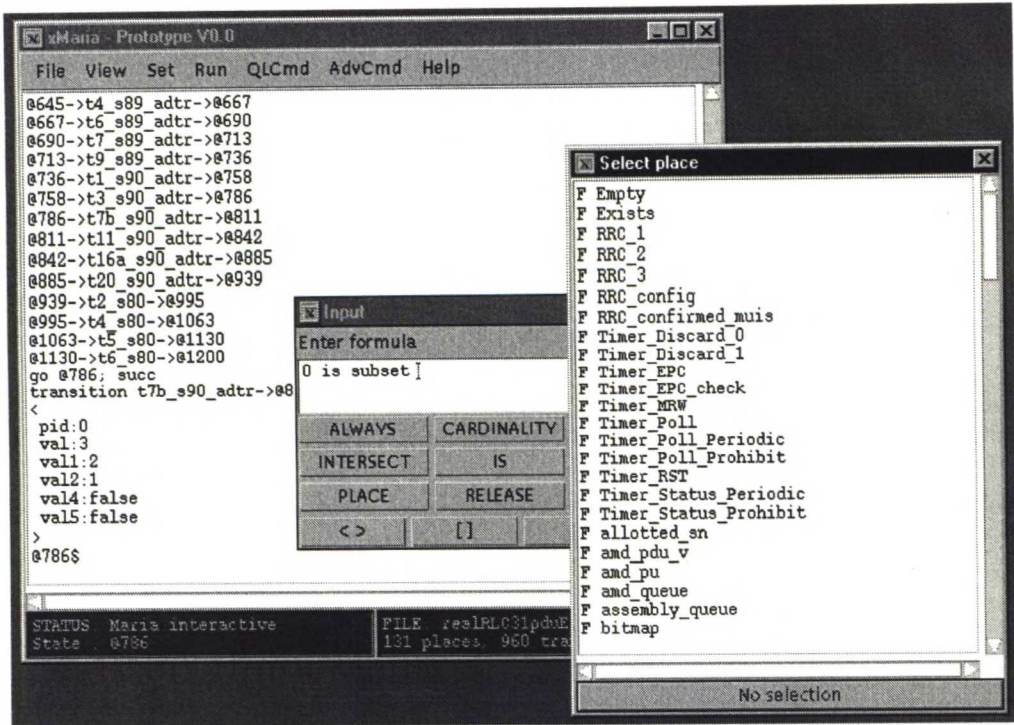 xMaria - Prototype V0.0
File View Set Run QLCmd AdvCmd Help
@645->t4_s89_adtr->@667
@667->t6_s89_adtr->@690
@690->t7_s89_adtr->@713
@713->t9_s89_adtr->@736
@736->t1_s90_adtr->@758
@758->t3_s90_adtr->@786
@786->t7b_s90_adtr->@811
@811->t11_s90_adtr->@842
@842->t16a_s90_adtr->@885
@885->t20_s90_adtr->@939
@939->t2_s80->@995
@995->t4_s80->@1063
@1063->t5_s80->@1130
@1130->t6_s80->@1200
go @786; succ
transition t7b_s90_adtr->@8
<
pid:0
val:3
val1:2
val2:1
val4:false
val5:false
>
@786$
STATUS Maria interactive
State : @786
FILE realRLC31pduE
131 places, 960 tra
Input
Enter formula
0 is subset
ALWAYS CARDINALITY
INTERSECT IS
PLACE RELEASE
<> []
Select place
F Empty
F Exists
F RRC_1
F RRC_2
F RRC_3
F RRC_config
F RRC_confirmed_muis
F Timer_Discard_0
F Timer_Discard_1
F Timer_EPC
F Timer_EPC_check
F Timer_MRW
F Timer_Poll
F Timer_Poll_Periodic
F Timer_Poll_Prohibit
F Timer_RST
F Timer_Status_Periodic
F Timer_Status_Prohibit
F allotted_sn
F amd_pdu_v
F amd_pu
F amd_queue
F assembly_queue
F bitmap
No selection